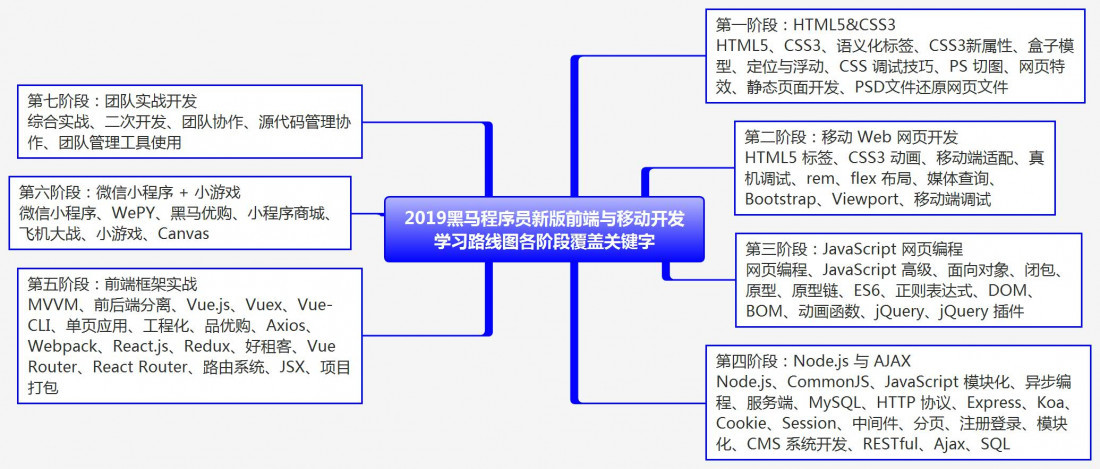 2019黑马程序员新版前端与移动开发
学习路线图各阶段覆盖关键字
第一阶段：HTML5&CSS3
HTML5、CSS3、语义化标签、CSS3新属性、盒子模
型、定位与浮动、CSS 调试技巧、PS 切图、网页特
效、静态页面开发、PSD文件还原网页文件
第二阶段：移动 Web 网页开发
HTML5 标签、CSS3 动画、移动端适配、真
机调试、rem、flex 布局、媒体查询、
Bootstrap、Viewport、移动端调试
第三阶段：JavaScript 网页编程
网页编程、JavaScript 高级、面向对象、闭包、
原型、原型链、ES6、正则表达式、DOM、
BOM、动画函数、jQuery、jQuery 插件
第四阶段：Node.js 与 AJAX
Node.js、CommonJS、JavaScript 模块化、异步编
程、服务端、MySQL、HTTP 协议、Express、Koa、
Cookie、Session、中间件、分页、注册登录、模块
化、CMS 系统开发、RESTful、Ajax、SQL
第五阶段：前端框架实战
MVVM、前后端分离、Vue.js、Vuex、Vue-
CLI、单页应用、工程化、品优购、Axios、
Webpack、React.js、Redux、好租客、Vue
Router、React Router、路由系统、JSX、项目
打包
第六阶段：微信小程序 + 小游戏
微信小程序、WePY、黑马优购、小程序商城、
飞机大战、小游戏、Canvas
第七阶段：团队实战开发
综合实战、二次开发、团队协作、源代码管理协
作、团队管理工具使用